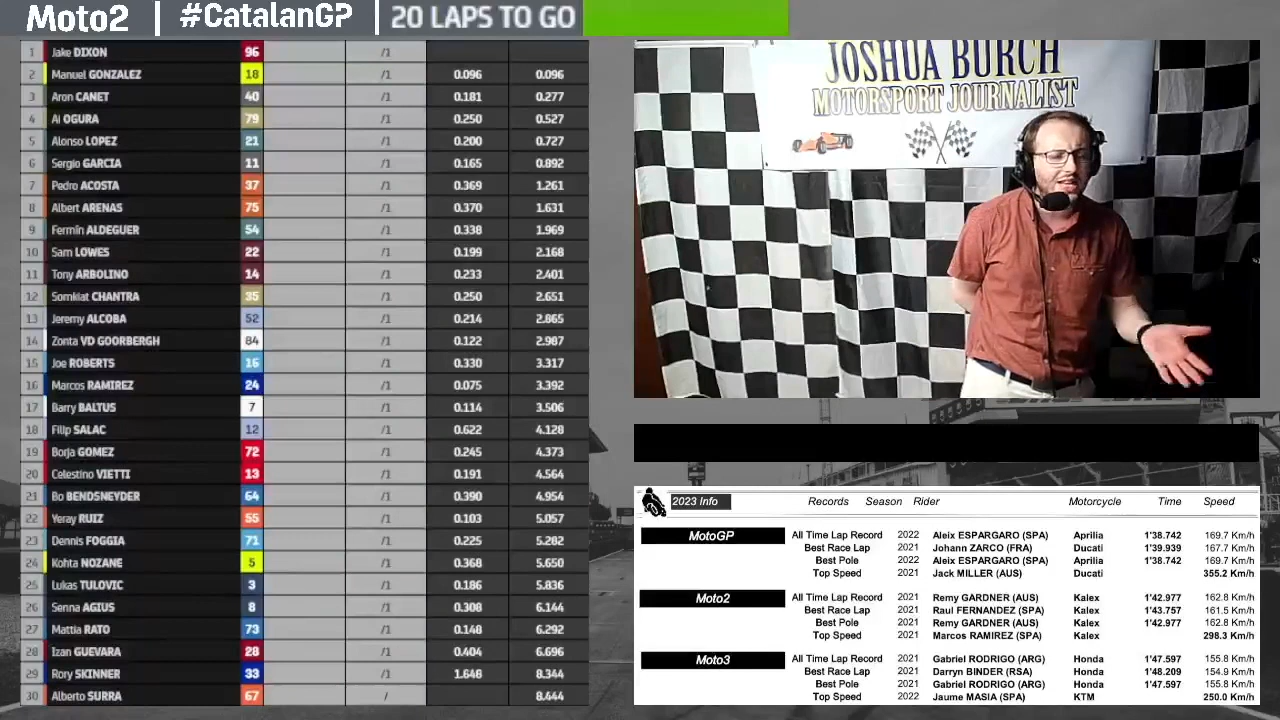 Moto2 | #CatalanGP | 20 LAPS TO GO
1 Jake DIXON 96 /1
2 Manuel GONZALEZ 18 /1 0.096 0.096
3 Aron CANET 40 /1 0.181 0.277
4 Ai OGURA 79 /1 0.250 0.527
5 Alonso LOPEZ 21 /1 0.200 0.727
6 Sergio GARCIA 11 /1 0.165 0.892
7 Pedro ACOSTA 37 /1 0.369 1.261
8 Albert ARENAS 75 /1 0.370 1.631
9 Fermín ALDEGUER 54 /1 0.338 1.969
10 Sam LOWES 22 /1 0.199 2.168
11 Tony ARBOLINO 14 /1 0.233 2.401
12 Somkiat CHANTRA 35 /1 0.250 2.651
13 Jeremy ALCOBA 52 /1 0.214 2.865
14 Zonta VD GOORBERGH 84 /1 0.122 2.987
15 Joe ROBERTS 16 /1 0.330 3.317
16 Marcos RAMIREZ 24 /1 0.075 3.392
17 Barry BALTUS 7 /1 0.114 3.506
18 Filip SALAC 12 /1 0.622 4.128
19 Borja GOMEZ 72 /1 0.245 4.373
20 Celestino VIETTI 13 /1 0.191 4.564
21 Bo BENDSNEYDER 64 /1 0.390 4.954
22 Yeray RUIZ 55 /1 0.103 5.057
23 Dennis FOGGIA 71 /1 0.225 5.282
24 Kohta 5 /1 0.368 5.650
25 Lukas TULOVIC 3 /1 0.186 5.836
26 Senna AGIUS 8 /1 0.308 6.144
27 Mattia 73 /1 0.148 6.292
28 Izan GUEVARA 28 /1 0.404 6.696
29 Rory SKINNER 33 /1
30 Alberto SURRA 67 /1 8.444
JOSHUA BURCH
MOTORSPORT JOURNALIST
2023 Info Records Season Rider Motorcycle Time Speed
MotoGP All Time Lap Record 2022 Aleix ESPARGARO (SPA) Aprilia 1'38.742 169.7 Km/h
Best Race Lap 2021 Johann ZARCO (FRA) Ducati 1'39.939 167.7 Km/h
Best Pole 2022 Aleix ESPARGARO (SPA) Aprilia 1'38.742 169.7 Km/h
Top Speed 2021 Jack MILLER (AUS) Ducati 355.2 Km/h
Moto2 All Time Lap Record 2021 Remy GARDNER (AUS) Kalex 1'42.977 162.8 Km/h
Best Race Lap 2021 Raul FERNANDEZ (SPA) Kalex 1'43.757 161.5 Km/h
Best Pole 2021 Remy GARDNER (AUS) Kalex 1'42.977 162.8 Km/h
Top Speed 2021 Marcos RAMIREZ (SPA) Kalex 298.3 Km/h
Moto3 All Time Lap Record 2021 Gabriel RODRIGO (ARG) Honda 1'47.597 155.8 Km/h
Best Race Lap 2021 Darryn BINDER (RSA) Honda 1'48.209 154.9 Km/h
Best Pole 2021 Gabriel RODRIGO (ARG) Honda 1'47.597 155.8 Km/h
Top Speed 2022 Jaume MASIA (SPA) KTM 250.0 Km/h